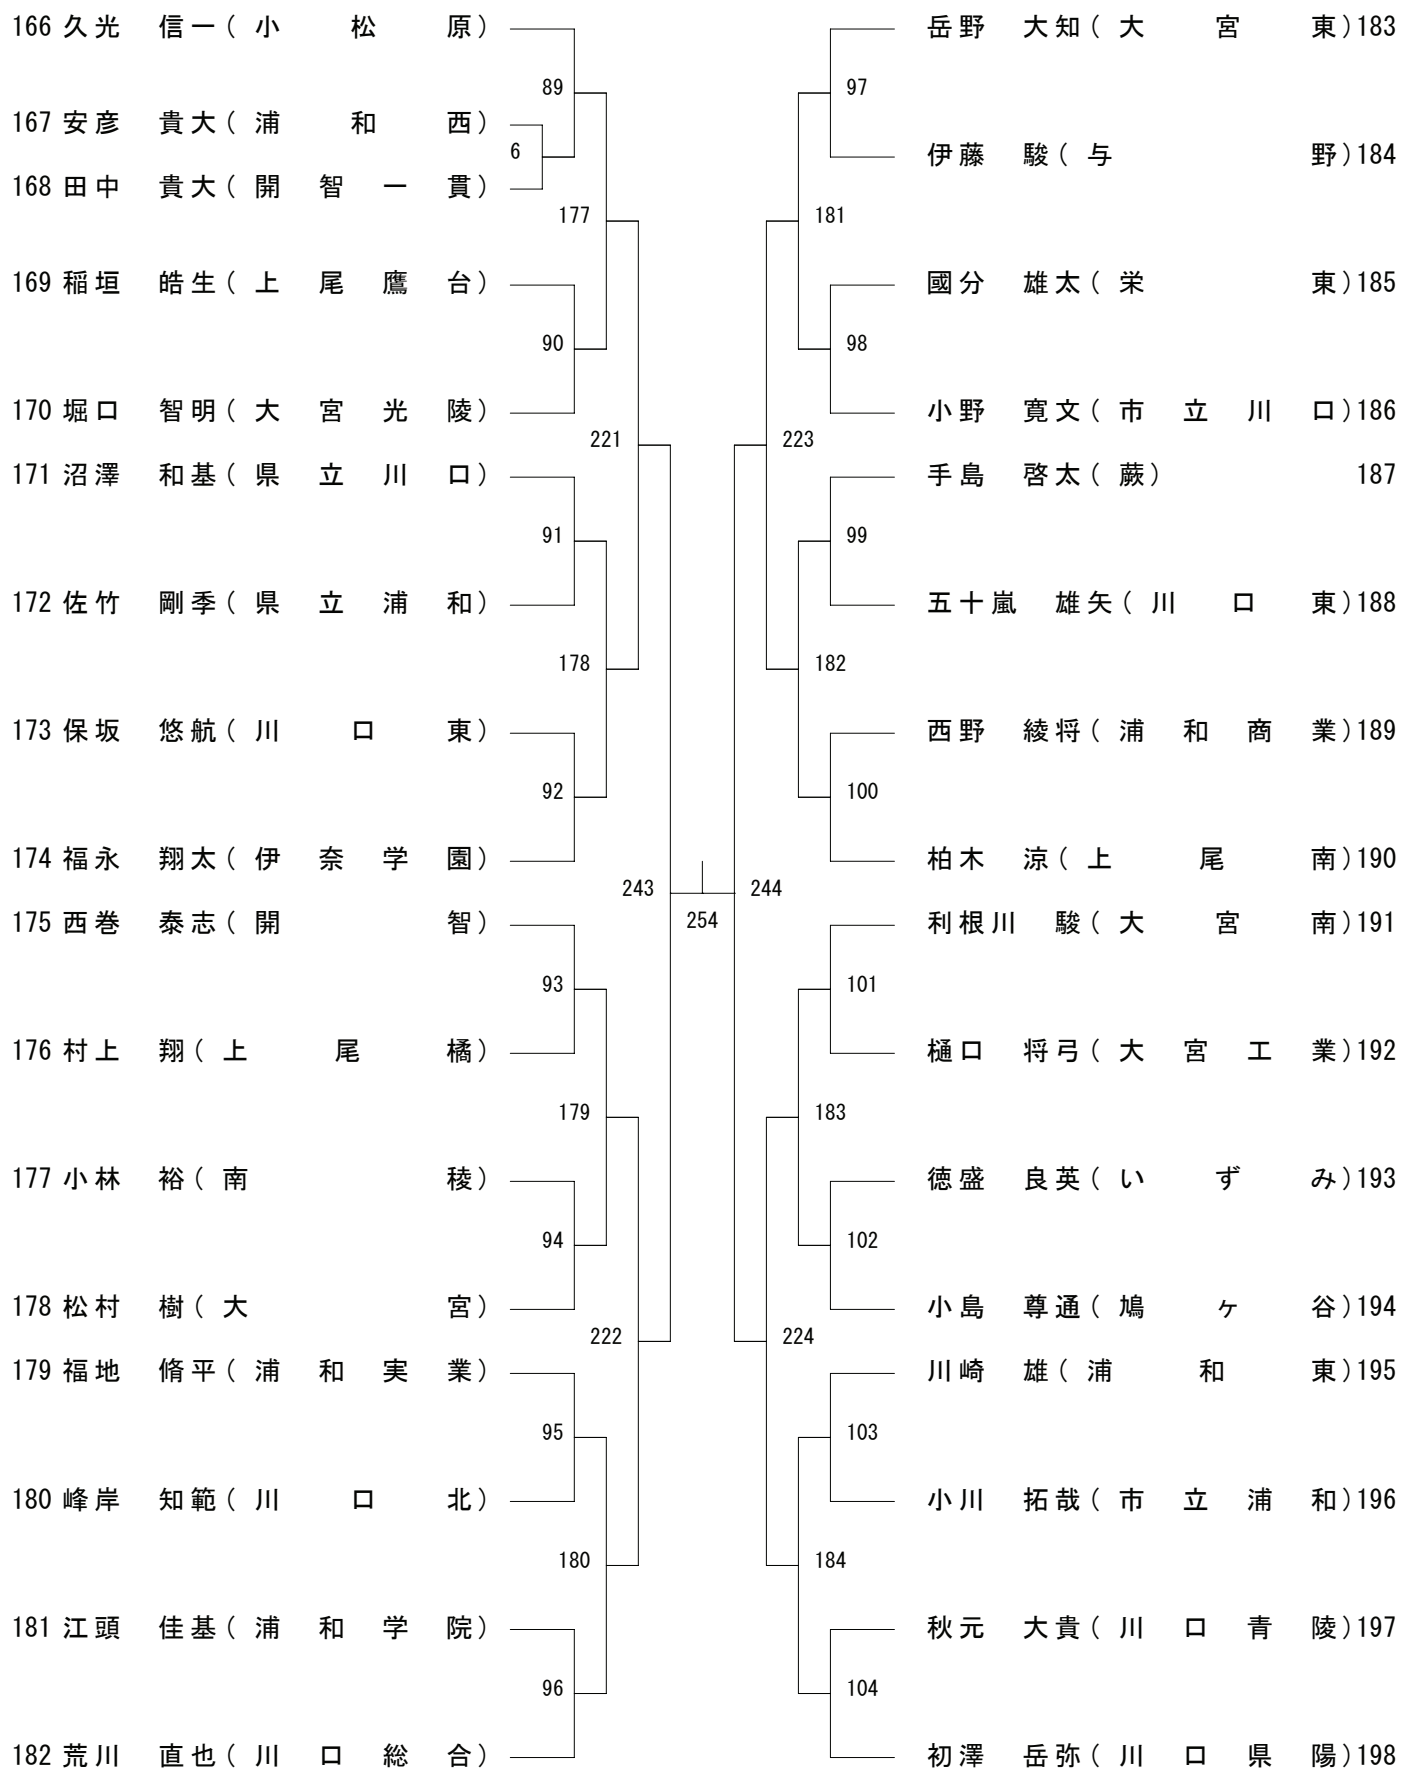 166 久光 信一(小松原)
岳野 大知(大宮東)183
89
97
167 安彦 貴大(浦和西)
6
伊藤 駿(与野)184
168 田中 貴大(開智一貫)
177
181
169 稲垣 皓生(上尾鷹台)
國分 雄太(栄東)185
90
98
170 堀口 智明(大宮光陵)
小野 寛文(市立川口)186
221
223
171 沼澤 和基(県立川口)
手島 啓太(蕨) 187
91
99
172 佐竹 剛季(県立浦和)
五十嵐 雄矢(川口東)188
178
182
173 保坂 悠航(川口東)
西野 綾将(浦和商業)189
92
100
174 福永 翔太(伊奈学園)
柏木 涼(上尾南)190
243
244
254
175 西巻 泰志(開智)
利根川 駿(大宮南)191
93
101
176 村上 翔(上尾橘)
樋口 将弓(大宮工業)192
179
183
177 小林 裕(南稜)
徳盛 良英(いずみ)193
94
102
178 松村 樹(大宮)
小島 尊通(鳩ヶ谷)194
222
224
179 福地 脩平(浦和実業)
川崎 雄(浦和東)195
95
103
180 峰岸 知範(川口北)
小川 拓哉(市立浦和)196
180
184
181 江頭 佳基(浦和学院)
秋元 大貴(川口青陵)197
96
104
182 荒川 直也(川口総合)
初澤 岳弥(川口県陽)198